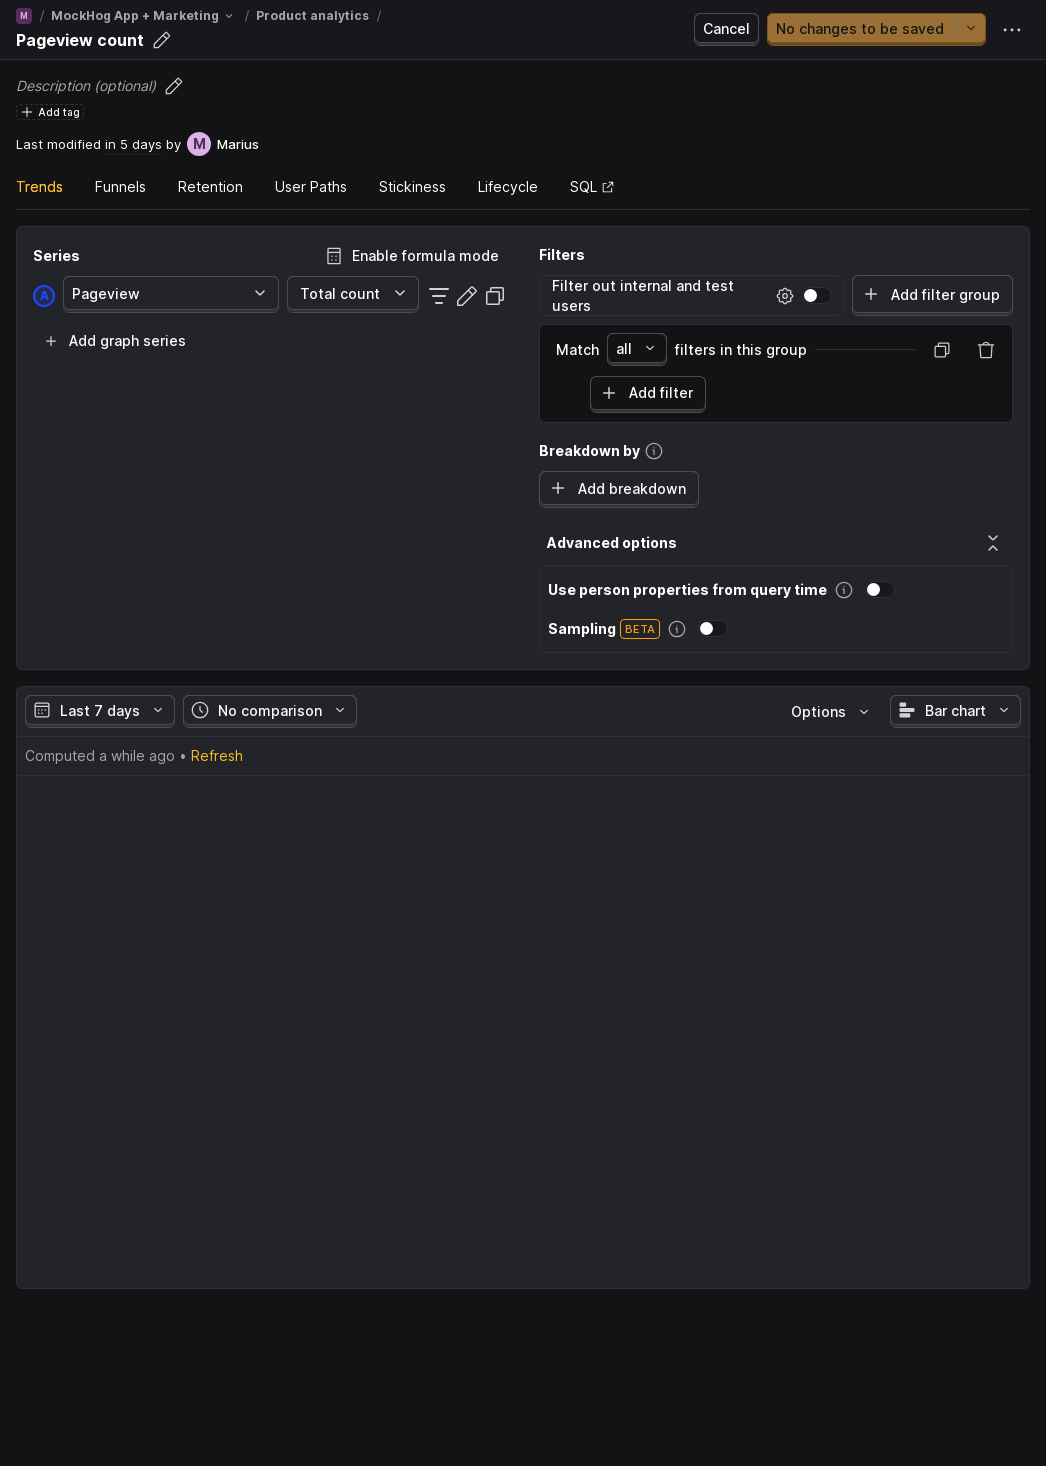 M / MockHog App + Marketing / Product analytics /
Pageview count
Cancel
No changes to be saved
Description (optional)
Add tag
Last modified in 5 days by M Marius
Trends Funnels Retention User Paths Stickiness Lifecycle SQL
Series
Enable formula mode
A Pageview Total count
Add graph series
Filters
Filter out internal and test
users
Add filter group
Match all filters in this group
Add filter
Breakdown by
Add breakdown
Advanced options
Use person properties from query time
Sampling BETA
Last 7 days No comparison Options Bar chart
Computed a while ago • Refresh